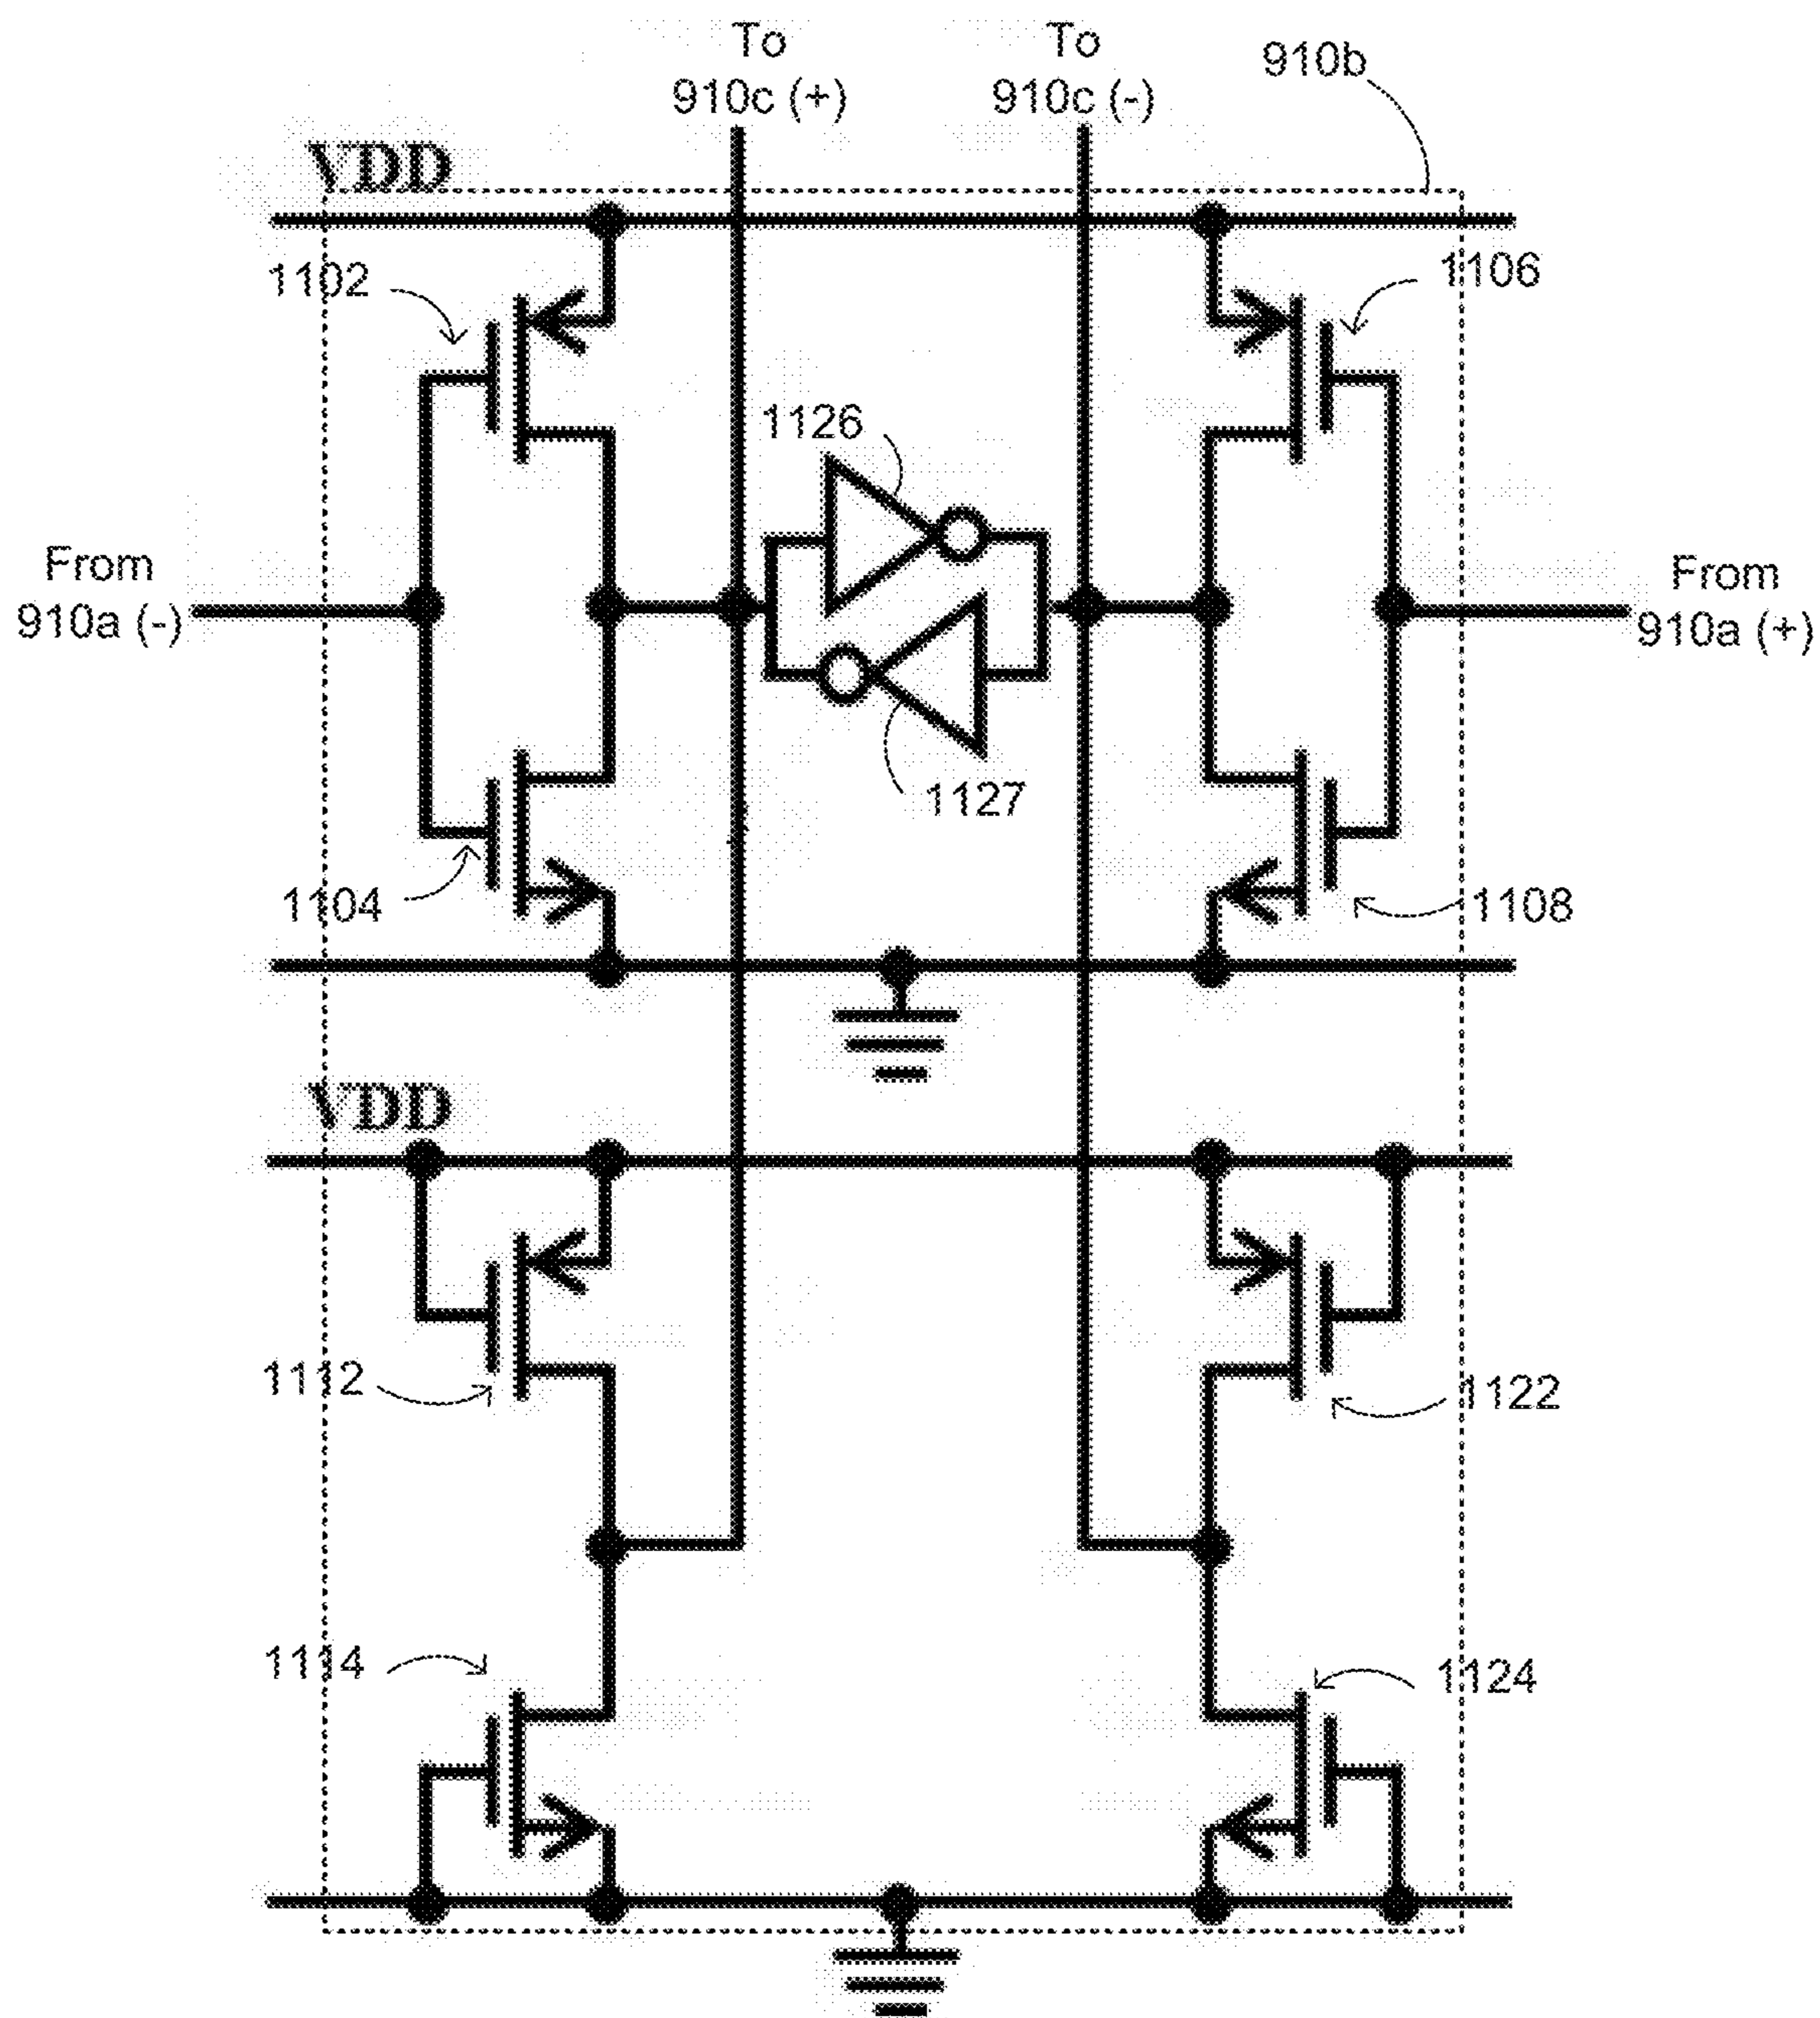 To
910c (+)
To
910c (-)
910b
VDD
1102
1106
1126
From
910a (-)
From
910a (+)
1127
1104
1108
VDD
1112
1122
1114
1124